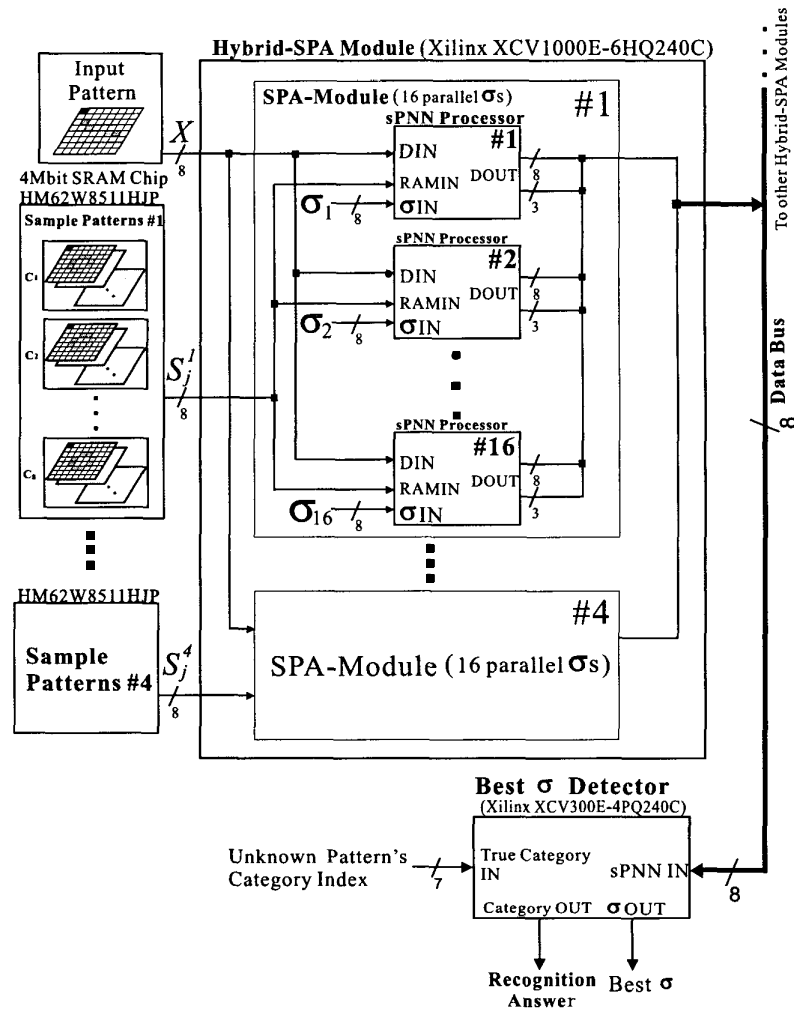 Hybrid-SPA Module (Xilinx XCV1000E-6HQ240C)
Input
Pattern
X
8
4Mbit SRAM Chip
HM62W8511HJP
Sample Patterns #1
C1
C2
C8
S_j^1
8
SPA-Module (16 parallel σs)
#1
sPNN Processor
#1
DIN
RAMIN
σIN
DOUT
8
3
σ1
8
sPNN Processor
#2
DIN
RAMIN
σIN
DOUT
8
3
σ2
8
sPNN Processor
#16
DIN
RAMIN
σIN
DOUT
8
3
σ16
8
HM62W8511HJP
Sample
Patterns #4
S_j^4
8
#4
SPA-Module (16 parallel σs)
To other Hybrid-SPA Modules
Data Bus
8
Best σ Detector
(Xilinx XCV300E-4PQ240C)
Unknown Pattern's
Category Index
7
True Category
IN
sPNN IN
8
Category OUT
σOUT
Recognition
Answer
Best σ